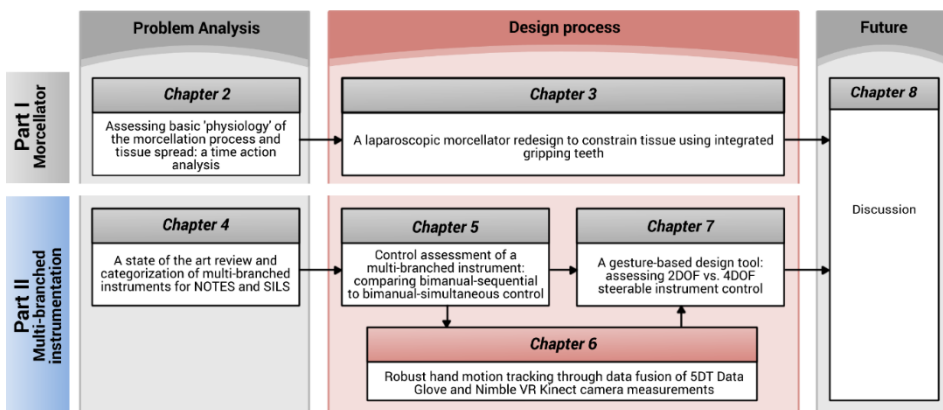 Problem Analysis
Design process
Future
Part I
Morcellator
Chapter 2
Assessing basic 'physiology' of
the morcellation process and
tissue spread: a time action
analysis
Chapter 3
A laparoscopic morcellator redesign to constrain tissue using integrated
gripping teeth
Chapter 8
Discussion
Part II
Multi-branched
instrumentation
Chapter 4
A state of the art review and
categorization of multi-branched
instruments for NOTES and SILS
Chapter 5
Control assessment of a
multi-branched instrument:
comparing bimanual-sequential
to bimanual-simultaneous control
Chapter 7
A gesture-based design tool:
assessing 2DOF vs. 4DOF
steerable instrument control
Chapter 6
Robust hand motion tracking through data fusion of 5DT Data
Glove and Nimble VR Kinect camera measurements